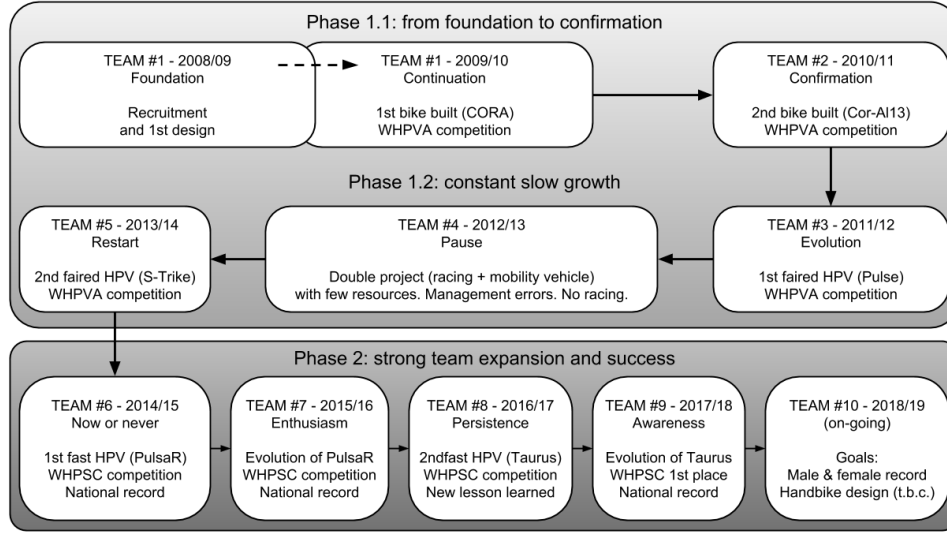 Phase 1.1: from foundation to confirmation
TEAM #1 - 2008/09
Foundation
Recruitment
and 1st design
TEAM #1 - 2009/10
Continuation
1st bike built (CORA)
WHPVA competition
TEAM #2 - 2010/11
Confirmation
2nd bike built (Cor-Al13)
WHPVA competition
Phase 1.2: constant slow growth
TEAM #5 - 2013/14
Restart
2nd faired HPV (S-Trike)
WHPVA competition
TEAM #4 - 2012/13
Pause
Double project (racing + mobility vehicle)
with few resources. Management errors. No racing.
TEAM #3 - 2011/12
Evolution
1st faired HPV (Pulse)
WHPVA competition
Phase 2: strong team expansion and success
TEAM #6 - 2014/15
Now or never
1st fast HPV (PulsaR)
WHPSC competition
National record
TEAM #7 - 2015/16
Enthusiasm
Evolution of PulsaR
WHPSC competition
National record
TEAM #8 - 2016/17
Persistence
2ndfast HPV (Taurus)
WHPSC competition
New lesson learned
TEAM #9 - 2017/18
Awareness
Evolution of Taurus
WHPSC 1st place
National record
TEAM #10 - 2018/19
(on-going)
Goals:
Male & female record
Handbike design (t.b.c.)